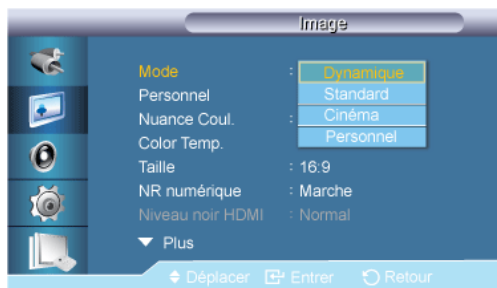 Image
Mode : Dynamique
Personnel Standard
Nuance Coul. : Cinéma
Color Temp. Personnel
Taille : 16:9
NR numérique : Marche
Niveau noir HDMI : Normal
▼ Plus
Déplacer Entrer Retour